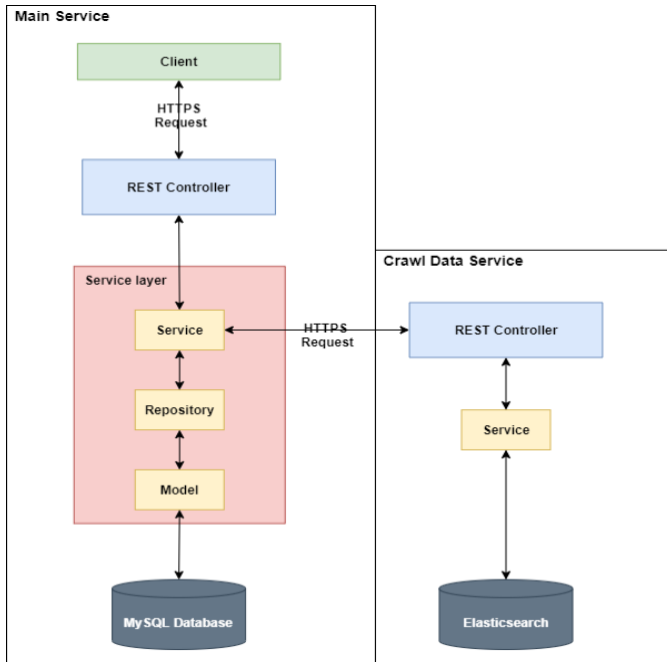 Main Service
Client
HTTPS
Request
REST Controller
Service layer
Service
Repository
Model
MySQL Database
HTTPS
Request
Crawl Data Service
REST Controller
Service
Elasticsearch